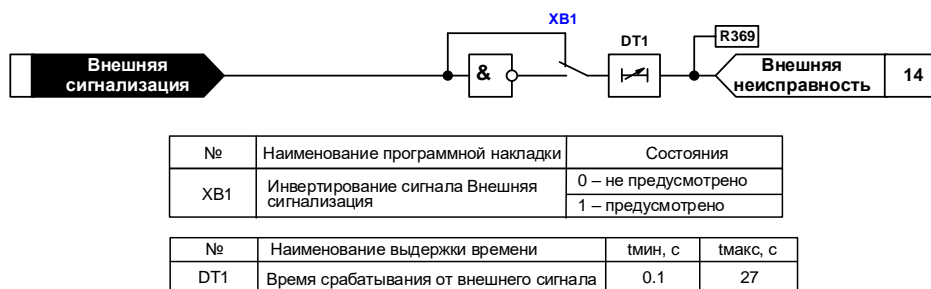 XB1
R369
DT1
Внешняя сигнализация
&
Внешняя неисправность
14
№ Наименование программной накладки Состояния
XB1 Инвертирование сигнала Внешняя сигнализация
0 – не предусмотрено
1 – предусмотрено
№ Наименование выдержки времени tмин, с tмакс, с
DT1 Время срабатывания от внешнего сигнала 0.1 27